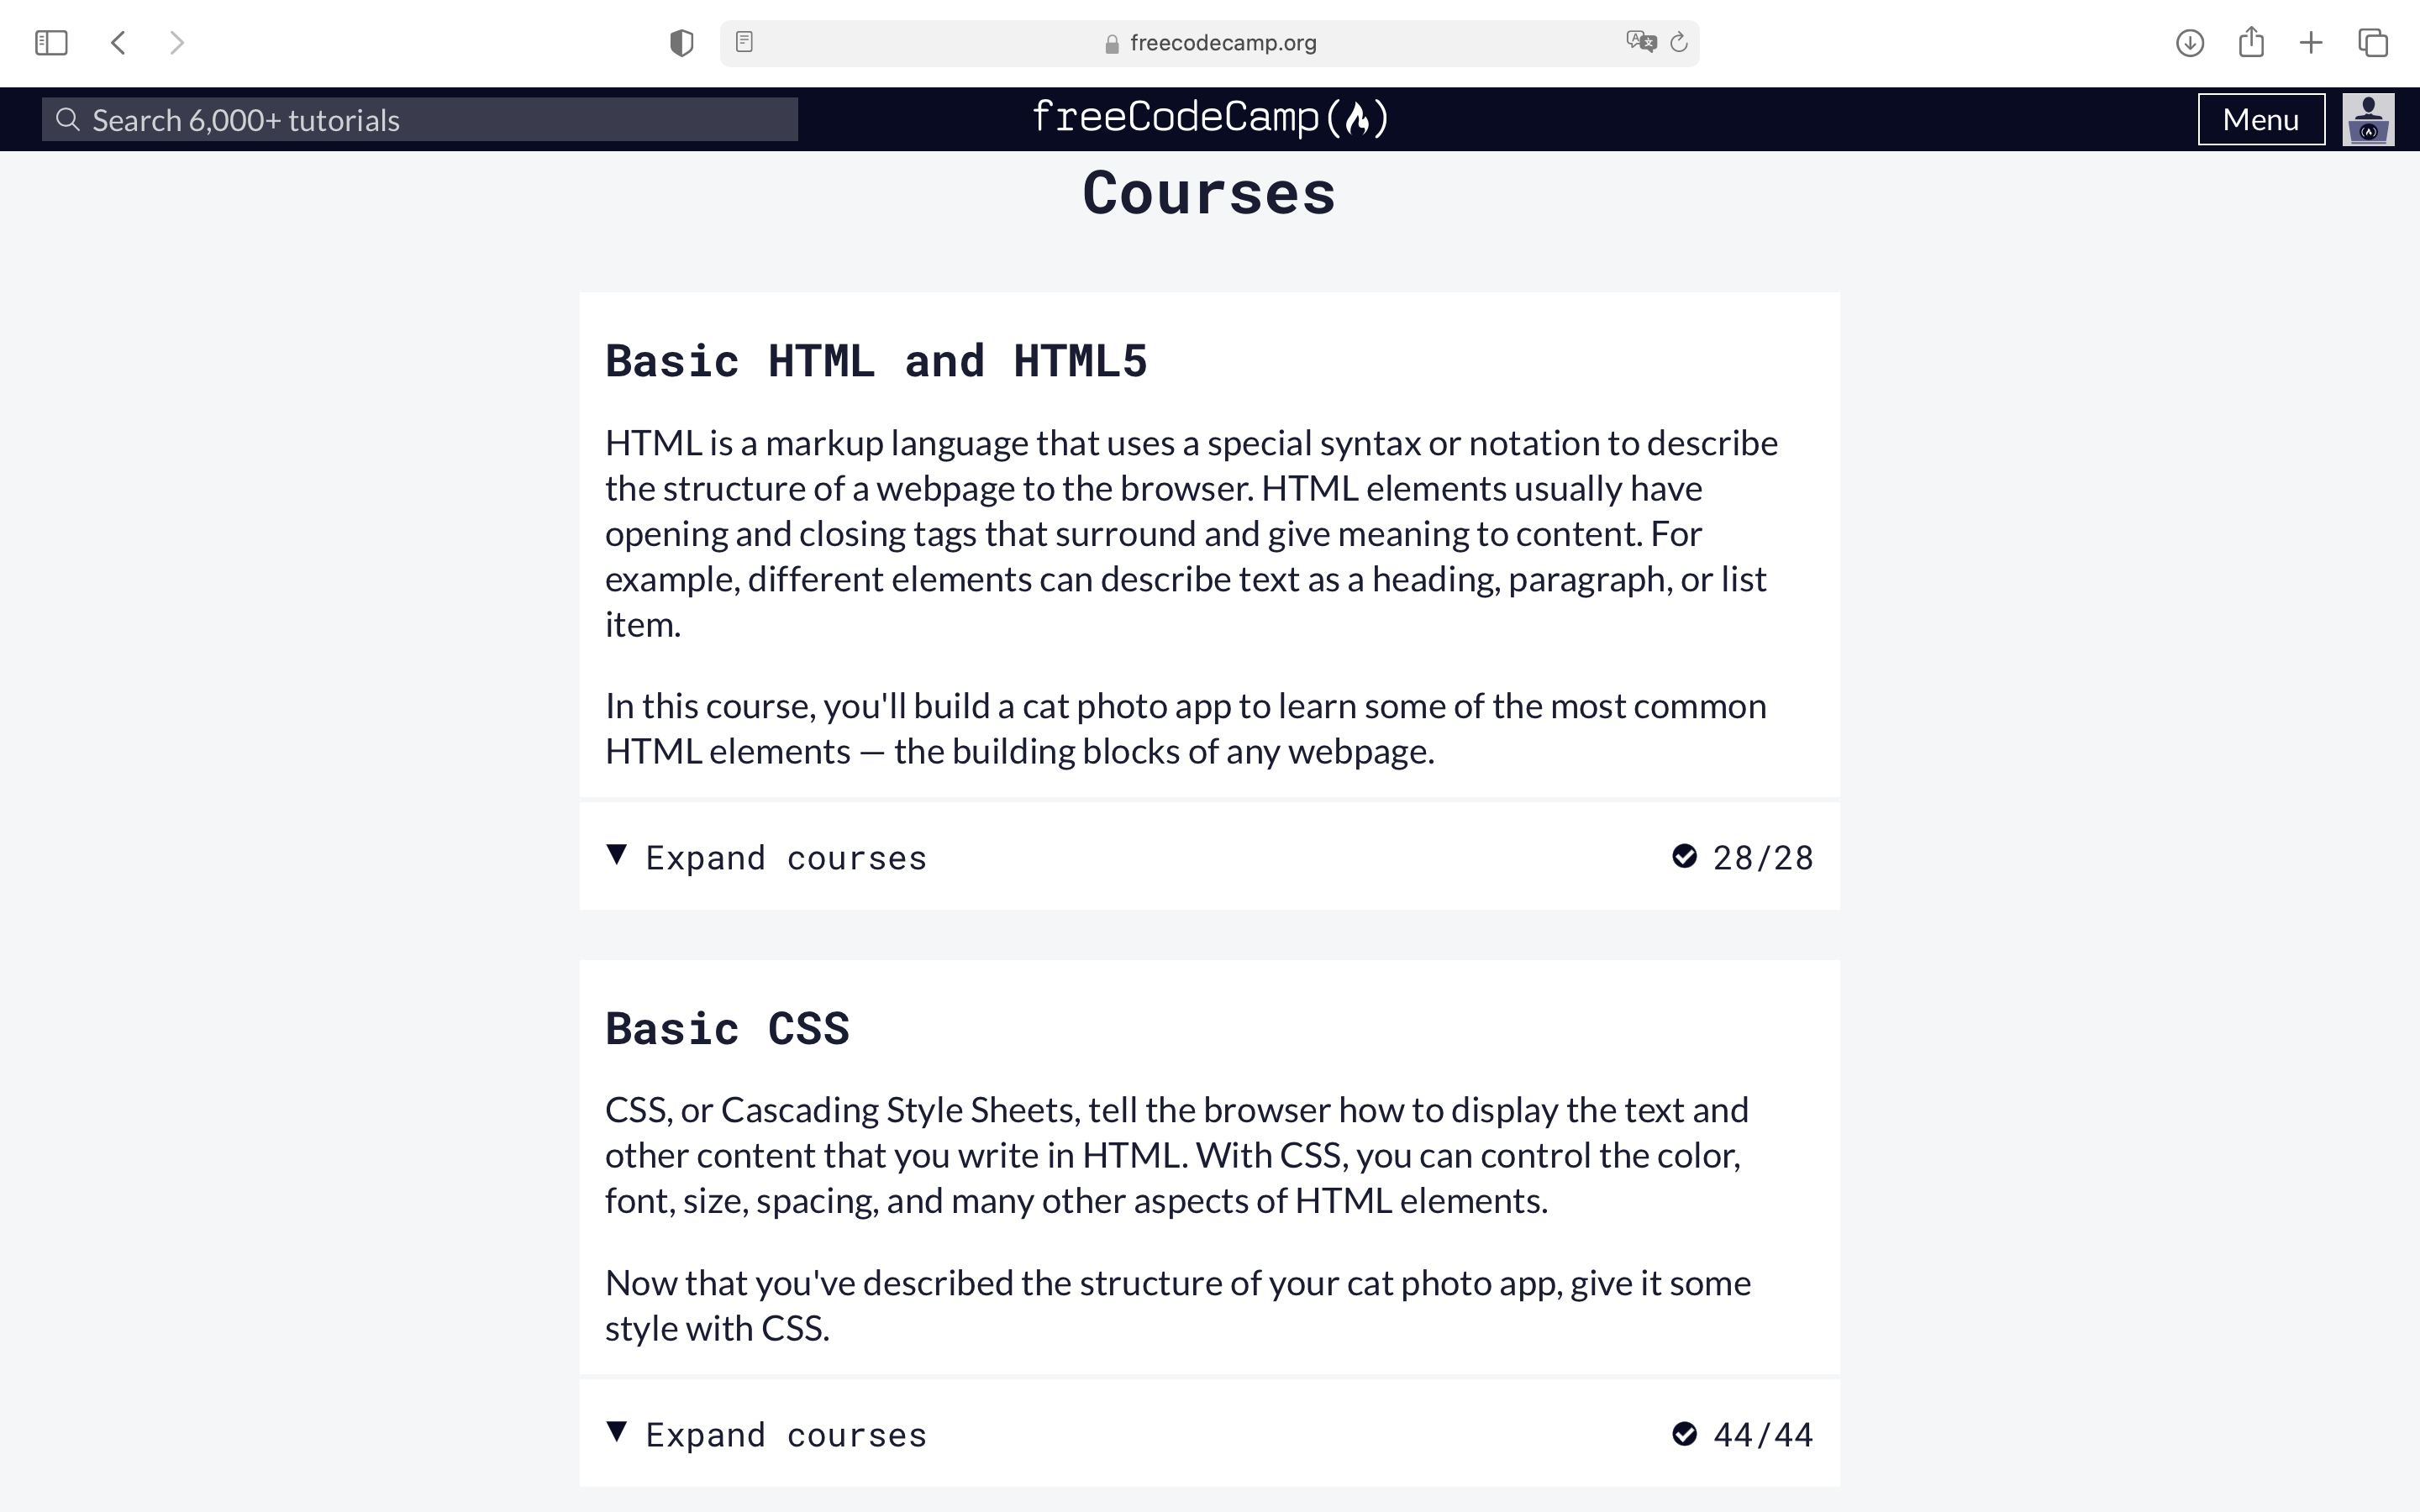 freecodecamp.org
Search 6,000+ tutorials
freeCodeCamp
Menu
Courses
Basic HTML and HTML5
HTML is a markup language that uses a special syntax or notation to describe
the structure of a webpage to the browser. HTML elements usually have
opening and closing tags that surround and give meaning to content. For
example, different elements can describe text as a heading, paragraph, or list
item.
In this course, you'll build a cat photo app to learn some of the most common
HTML elements — the building blocks of any webpage.
Expand courses 28/28
Basic CSS
CSS, or Cascading Style Sheets, tell the browser how to display the text and
other content that you write in HTML. With CSS, you can control the color,
font, size, spacing, and many other aspects of HTML elements.
Now that you've described the structure of your cat photo app, give it some
style with CSS.
Expand courses 44/44